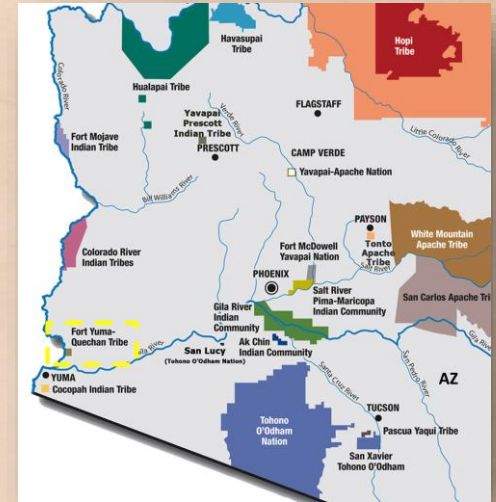 Havasupai
Tribe
Hopi
Tribe
Hualapai Tribe
Colorado River
Verde River
FLAGSTAFF
Yavapai
Prescott
Indian Tribe
PRESCOTT
Little Colorado River
Fort Mojave
Indian Tribe
CAMP VERDE
Yavapai-Apache Nation
Bill Williams River
PAYSON
Tonto
Apache
Tribe
White Mountain
Apache Tribe
Colorado River
Indian Tribes
Fort McDowell
Yavapai Nation
Salt River
PHOENIX
Salt River
Pima-Maricopa
Indian Community
San Carlos Apache Tri
Gila River
Indian
Community
Fort Yuma-
Quechan Tribe
Gila River
San Lucy
(Tohono O'Odham Nation)
Ak Chin
Indian Community
Gila River
YUMA
Cocopah Indian Tribe
Santa Cruz River
San Pedro River
AZ
Tohono
O'Odham
Nation
TUCSON
Pascua Yaqui Tribe
San Xavier
Tohono O'Odham